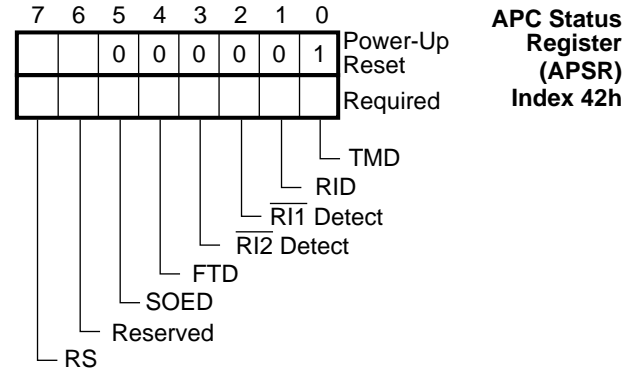 7 6 5 4 3 2 1 0
APC Status
Register
(APSR)
Index 42h
0 0 0 0 0 1
Power-Up
Reset
Required
TMD
RID
RI1 Detect
RI2 Detect
FTD
SOED
Reserved
RS